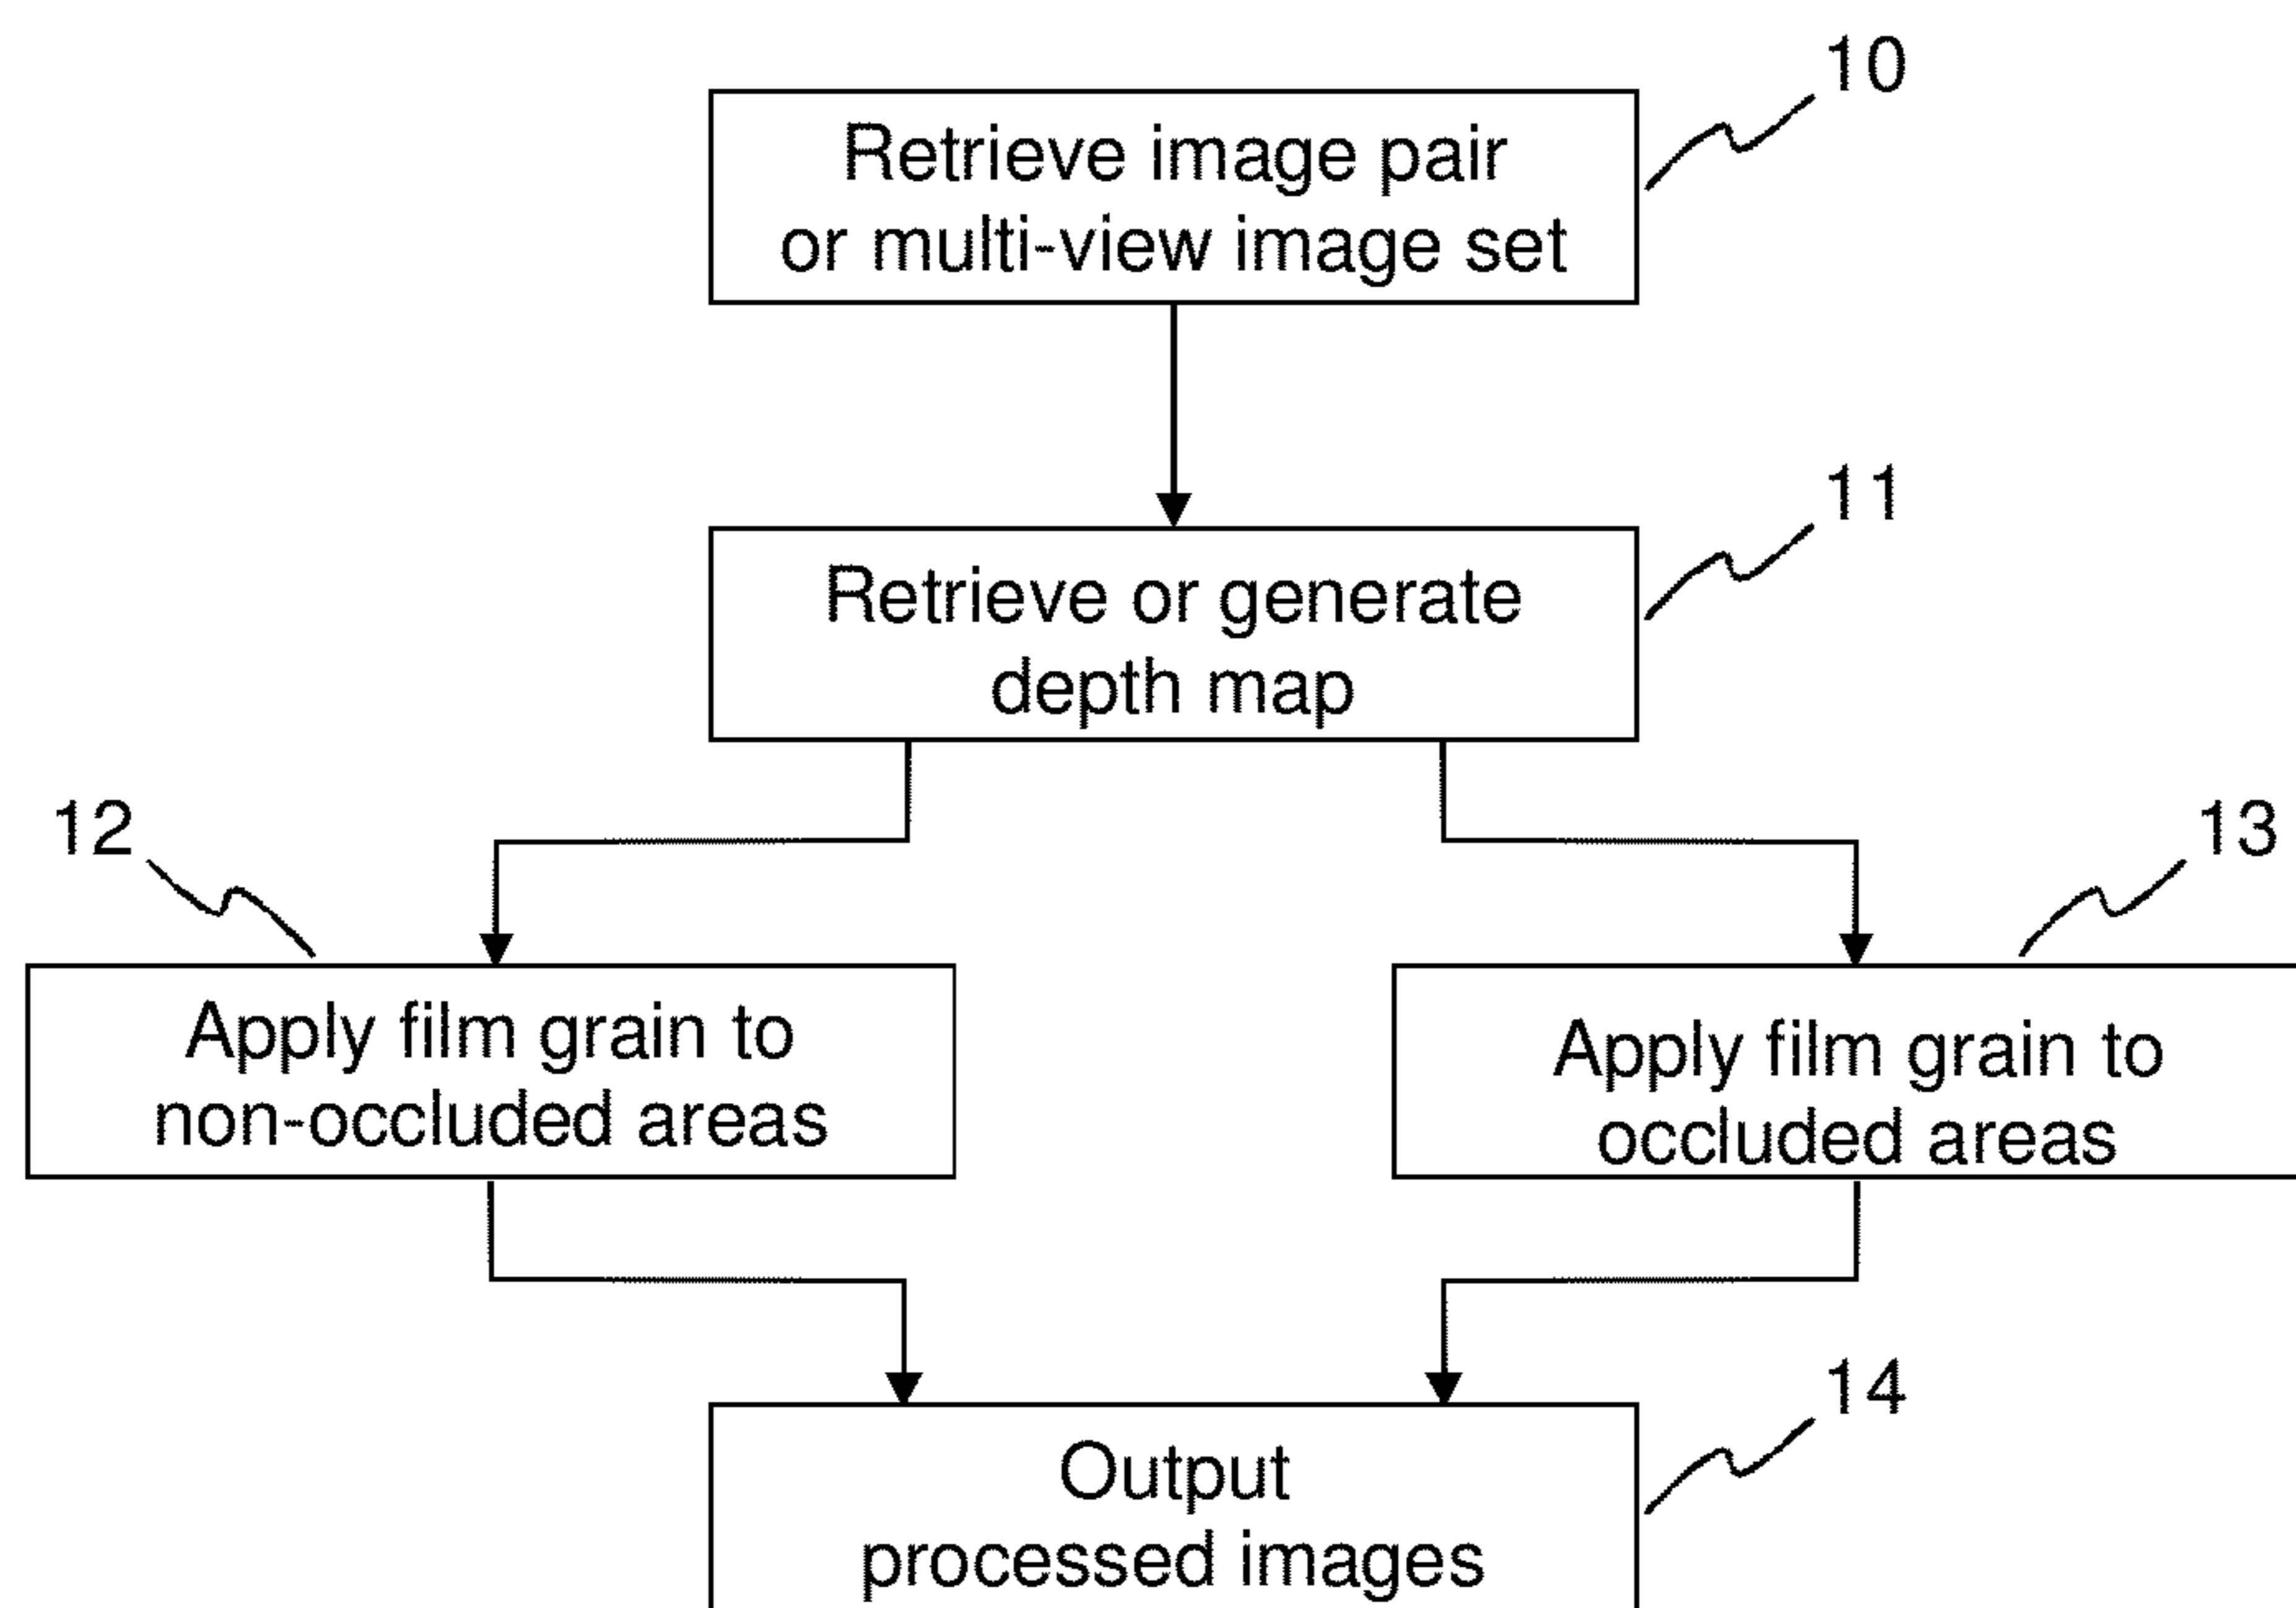 10
Retrieve image pair
or multi-view image set
11
Retrieve or generate
depth map
12
13
Apply film grain to
non-occluded areas
Apply film grain to
occluded areas
14
Output
processed images